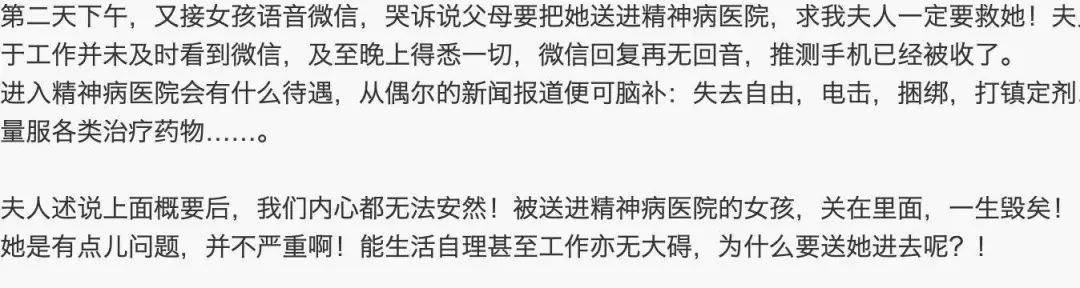 第二天下午，又接女孩语音微信，哭诉说父母要把她送进精神病医院，求我夫人一定要救她！夫
于工作并未及时看到微信，及至晚上得悉一切，微信回复再无回音，推测手机已经被收了。
进入精神病医院会有什么待遇，从偶尔的新闻报道便可脑补：失去自由，电击，捆绑，打镇定剂
量服各类治疗药物……。
夫人述说上面概要后，我们内心都无法安然！被送进精神病医院的女孩，关在里面，一生毁矣！
她是有点儿问题，并不严重啊！能生活自理甚至工作亦无大碍，为什么要送她进去呢？！